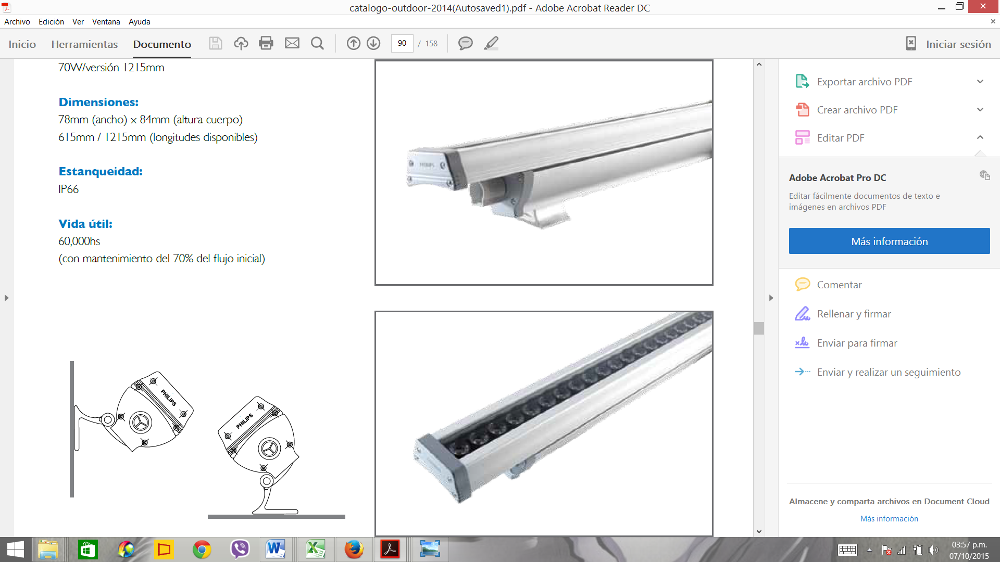 catalogo-outdoor-2014(Autosaved1).pdf - Adobe Acrobat Reader DC
Archivo Edición Ver Ventana Ayuda
Inicio Herramientas Documento 90 / 158 Iniciar sesión
70W/versión 1215mm
Dimensiones:
78mm (ancho) x 84mm (altura cuerpo)
615mm / 1215mm (longitudes disponibles)
Estanqueidad:
IP66
Vida útil:
60,000hs
(con mantenimiento del 70% del flujo inicial)
PHILIPS
PHILIPS
PHILIPS
Exportar archivo PDF
Crear archivo PDF
Editar PDF
Adobe Acrobat Pro DC
Editar fácilmente documentos de texto e
imágenes en archivos PDF
Más información
Comentar
Rellenar y firmar
Enviar para firmar
Enviar y realizar un seguimiento
Almacene y comparta archivos en Document Cloud
Más información
03:57 p.m.
07/10/2015